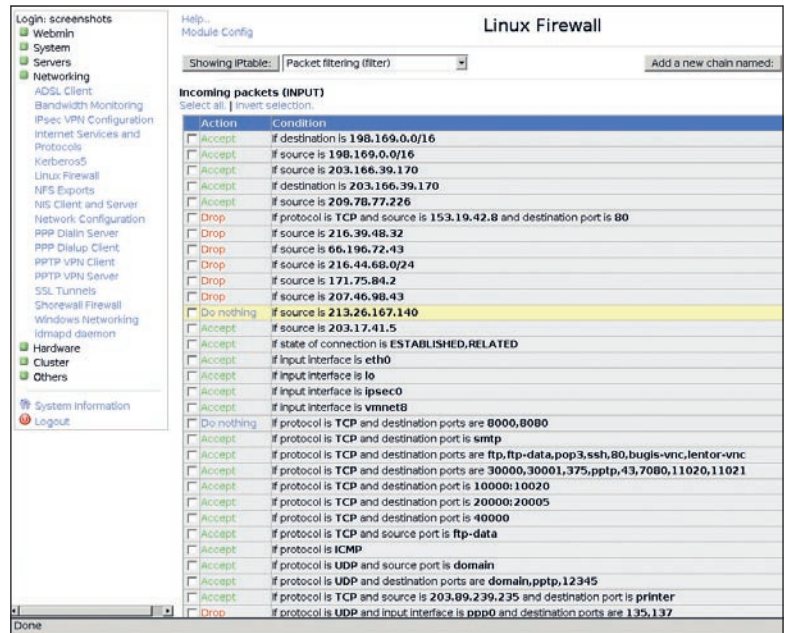 Login: screenshots
Webmin
System
Servers
Networking
ADSL Client
Bandwidth Monitoring
IPsec VPN Configuration
Internet Services and
Protocols
Kerberos5
Linux Firewall
NFS Exports
NIS Client and Server
Network Configuration
PPP Dialin Server
PPP Dialup Client
PPTP VPN Client
PPTP VPN Server
SSL Tunnels
Shorewall Firewall
Windows Networking
idmapd daemon
Hardware
Cluster
Others
System Information
Logout
Help..
Module Config
Linux Firewall
Showing IPtable: Packet filtering (filter) Add a new chain named:
Incoming packets (INPUT)
Select all. | Invert selection.
Action Condition
Accept If destination is 198.169.0.0/16
Accept If source is 198.169.0.0/16
Accept If source is 203.166.39.170
Accept If destination is 203.166.39.170
Accept If source is 209.78.77.226
Drop If protocol is TCP and source is 153.19.42.8 and destination port is 80
Drop If source is 216.39.48.32
Drop If source is 66.196.72.43
Drop If source is 216.44.68.0/24
Drop If source is 171.75.84.2
Drop If source is 207.46.98.43
Do nothing If source is 213.26.167.140
Accept If source is 203.17.41.5
Accept If state of connection is ESTABLISHED,RELATED
Accept If input interface is eth0
Accept If input interface is lo
Accept If input interface is ipsec0
Accept If input interface is vmnet8
Do nothing If protocol is TCP and destination ports are 8000,8080
Accept If protocol is TCP and destination port is smtp
Accept If protocol is TCP and destination ports are ftp,ftp-data,pop3,ssh,80,bugis-vnc,lentor-vnc
Accept If protocol is TCP and destination ports are 30000,30001,375,pptp,43,7080,11020,11021
Accept If protocol is TCP and destination port is 10000:10020
Accept If protocol is TCP and destination port is 20000:20005
Accept If protocol is TCP and destination port is 40000
Accept If protocol is TCP and source port is ftp-data
Accept If protocol is ICMP
Accept If protocol is UDP and source port is domain
Accept If protocol is UDP and destination ports are domain,pptp,12345
Accept If protocol is TCP and source is 203.89.239.235 and destination port is printer
Drop If protocol is UDP and input interface is ppp0 and destination ports are 135,137
Done